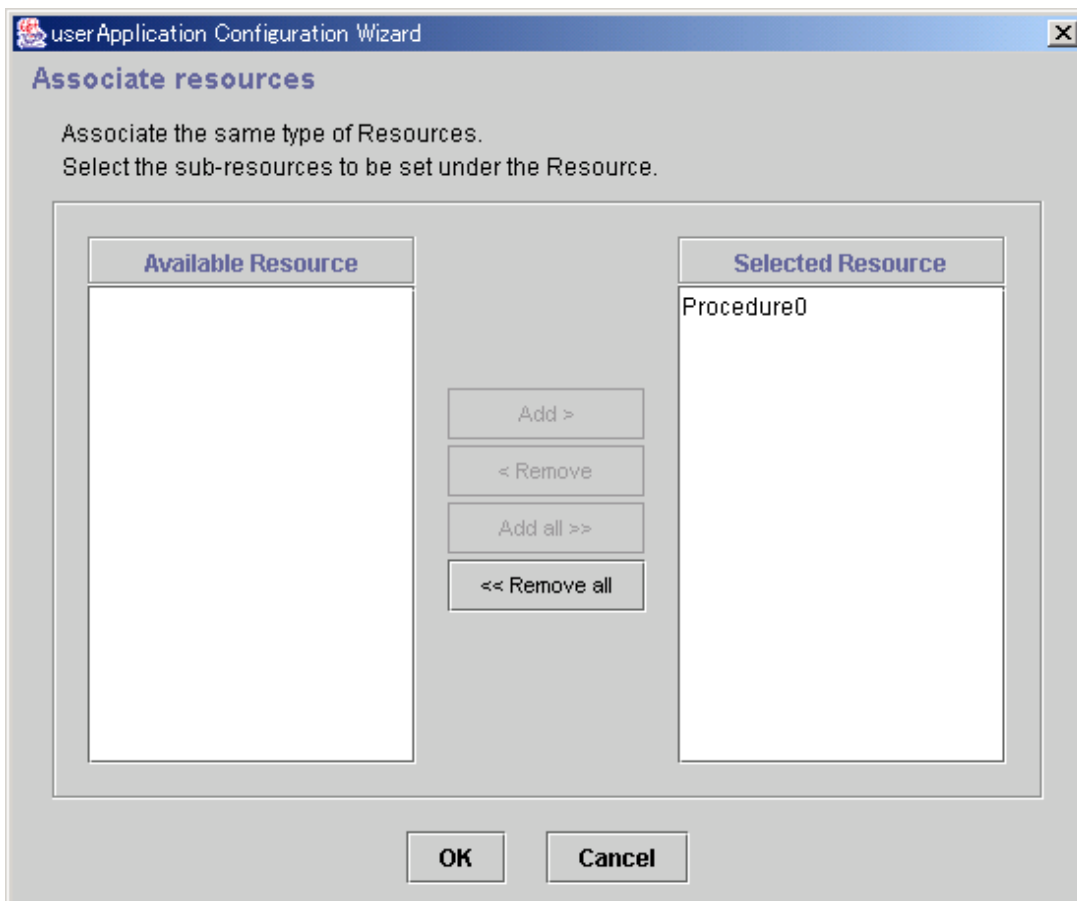 userApplication Configuration Wizard
Associate resources
Associate the same type of Resources.
Select the sub-resources to be set under the Resource.
Available Resource
Selected Resource
Procedure0
Add >
< Remove
Add all >>
<< Remove all
OK
Cancel